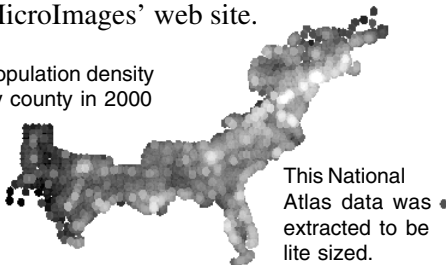 MicroImages’ web site.
opulation density
y county in 2000
This National
Atlas data was
extracted to be
lite sized.